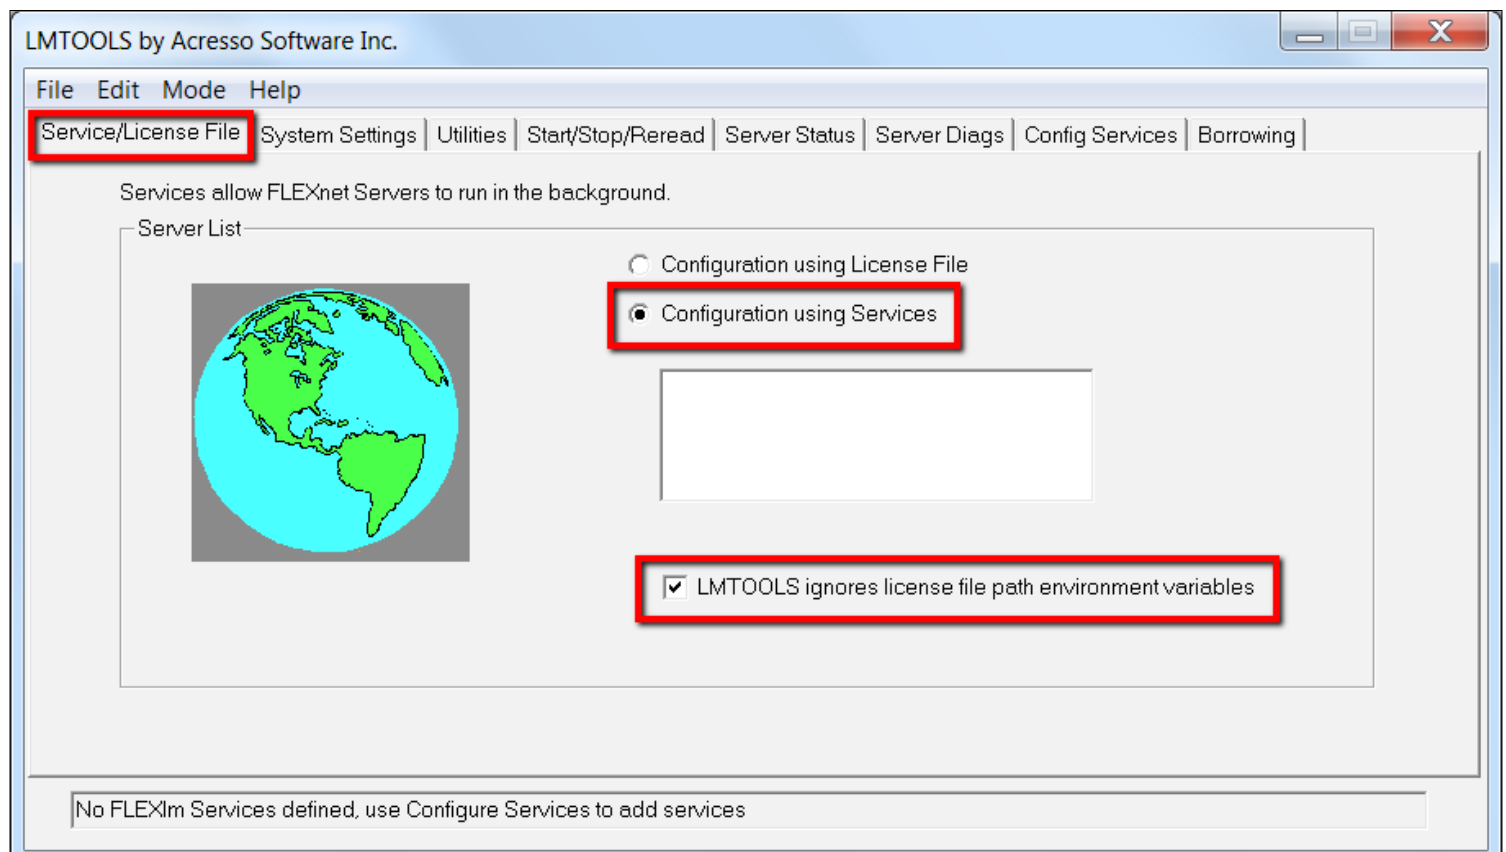 LMTOOLS by Acresso Software Inc.
File Edit Mode Help
Service/License File System Settings Utilities Start/Stop/Reread Server Status Server Diags Config Services Borrowing
Services allow FLEXnet Servers to run in the background.
Server List
Configuration using License File
Configuration using Services
LMTOOLS ignores license file path environment variables
No FLEXlm Services defined, use Configure Services to add services